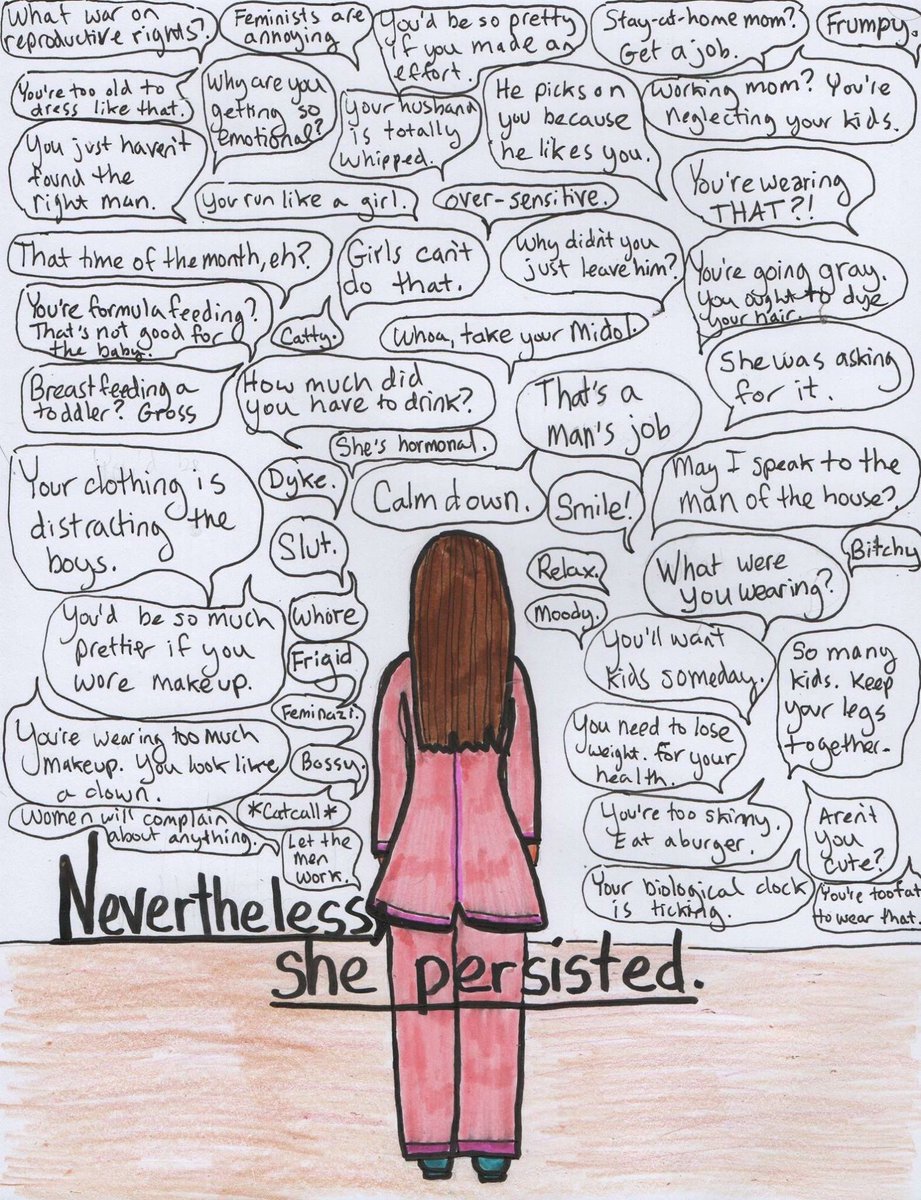 What war on
reproductive rights?
Feminists are
annoying
You'd be so pretty
if you made an
effort.
Stay-at-home mom?
Get a job.
Frumpy.
You're too old to
dress like that.
Why are you
getting so
emotional?
Your husband
is totally
whipped.
He picks on
you because
he likes you.
Working mom? You're
neglecting your kids.
You just haven't
found the
right man.
You run like a girl.
over-sensitive.
You're wearing
THAT?!
That time of the month, eh?
Girls can't
do that.
Why didn't you
just leave him?
You're going gray.
You ought to dye
your hair.
You're formula feeding?
That's not good for
the baby.
Catty.
Whoa, take your Midol.
She was asking
for it.
Breastfeeding a
toddler? Gross
How much did
you have to drink?
That's a
man's job
She's hormonal.
Your clothing is
distracting the
boys.
Dyke.
Calm down.
Smile!
May I speak to the
man of the house?
Slut.
Relax.
What were
you wearing?
Bitchy
You'd be so much
prettier if you
wore makeup.
Whore
Moody.
You'll want
kids someday.
So many
kids. Keep
your legs
together.
Frigid
Feminazi.
You're wearing too much
makeup. You look like
a clown.
Bossy.
You need to lose
weight. For your
health.
*Catcall*
Women will complain
about anything.
Let the
men
work.
You're too skinny.
Eat a burger.
Aren't
you
cute?
Your biological clock
is ticking.
You're too fat
to wear that.
Nevertheless,
she persisted.